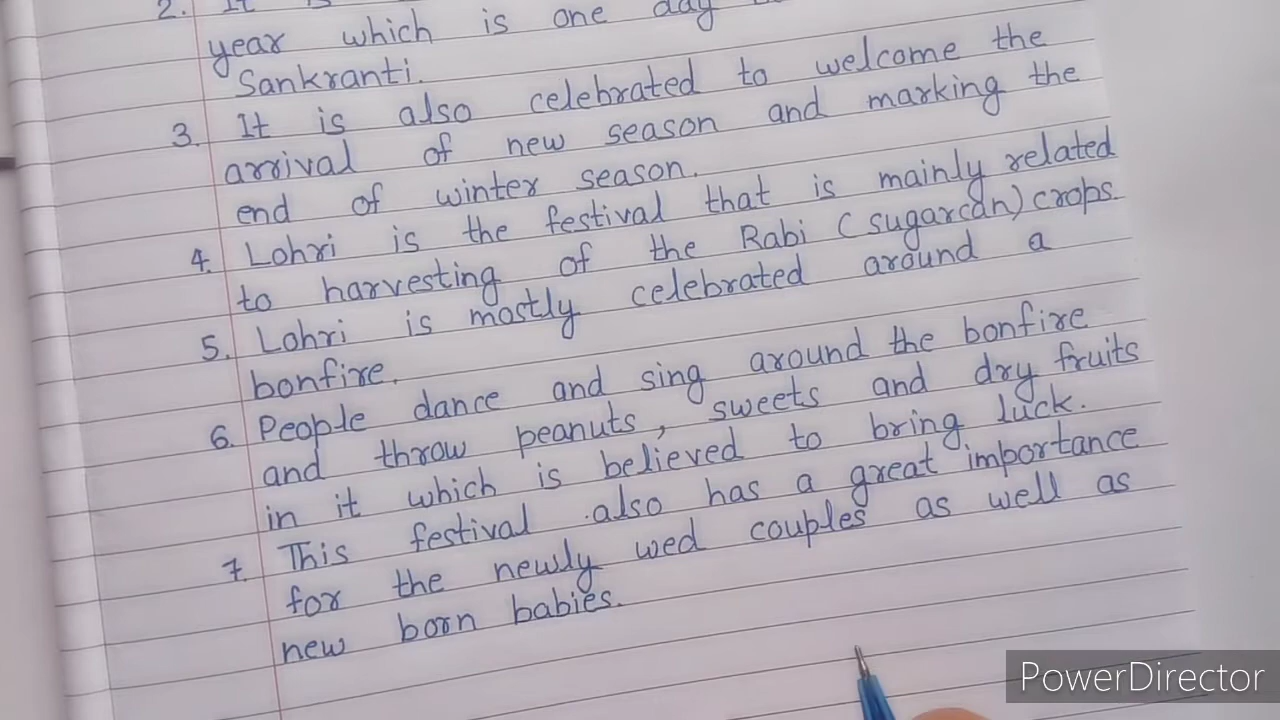 2. It is
year which is one day
Sankranti.
3. It is also celebrated to welcome the
arrival of new season and marking the
end of winter season.
4. Lohri is the festival that is mainly related
to harvesting of the Rabi (sugarcan) crops.
5. Lohri is mostly celebrated around a
bonfire.
6. People dance and sing around the bonfire
and throw peanuts, sweets and dry fruits
in it which is believed to bring luck.
7. This festival also has a great importance
for the newly wed couples as well as
new born babies.
PowerDirector